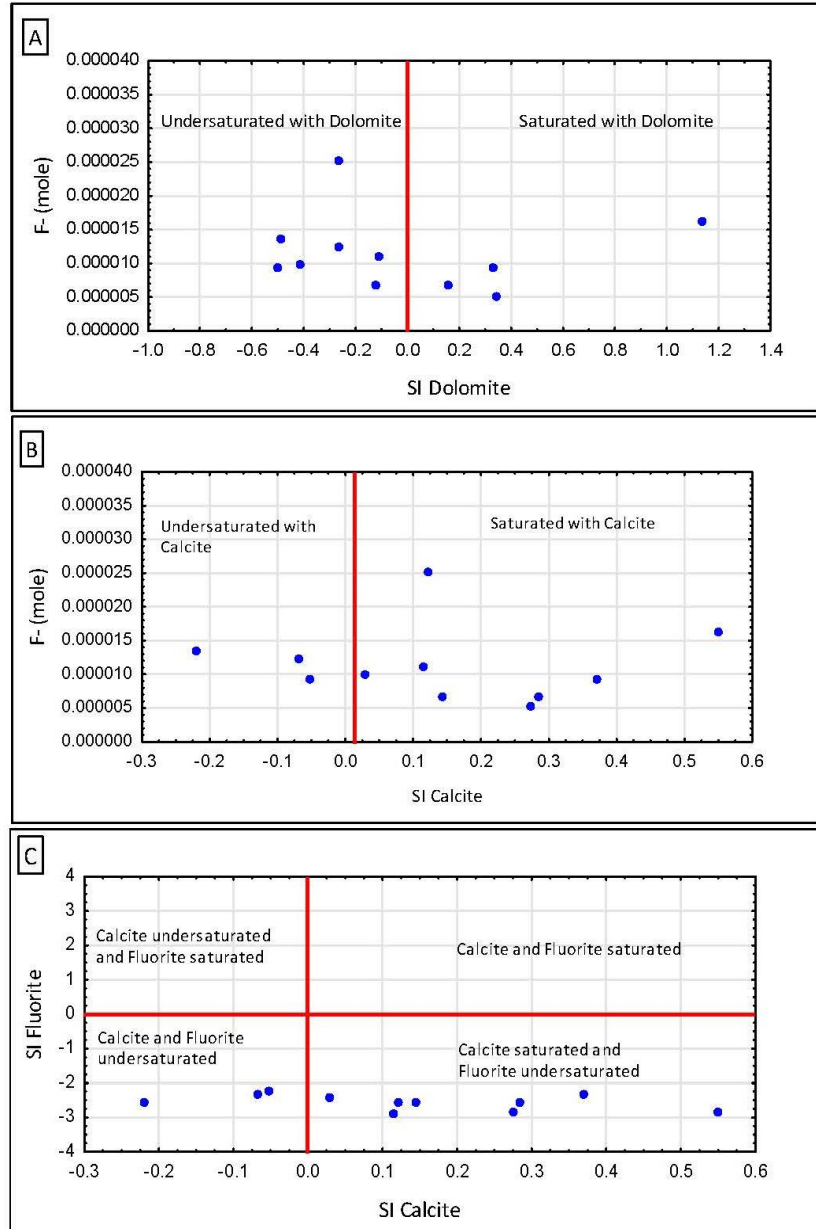 A
0.000040
0.000035
0.000030
0.000025
0.000020
0.000015
0.000010
0.000005
0.000000
F- (mole)
Undersaturated with Dolomite
Saturated with Dolomite
-1.0 -0.8 -0.6 -0.4 -0.2 0.0 0.2 0.4 0.6 0.8 1.0 1.2 1.4
SI Dolomite
B
0.000040
0.000035
0.000030
0.000025
0.000020
0.000015
0.000010
0.000005
0.000000
F- (mole)
Undersaturated with
Calcite
Saturated with Calcite
-0.3 -0.2 -0.1 0.0 0.1 0.2 0.3 0.4 0.5 0.6
SI Calcite
C
4
3
2
1
0
-1
-2
-3
-4
SI Fluorite
Calcite undersaturated
and Fluorite saturated
Calcite and Fluorite saturated
Calcite and Fluorite
undersaturated
Calcite saturated and
Fluorite undersaturated
-0.3 -0.2 -0.1 0.0 0.1 0.2 0.3 0.4 0.5 0.6
SI Calcite